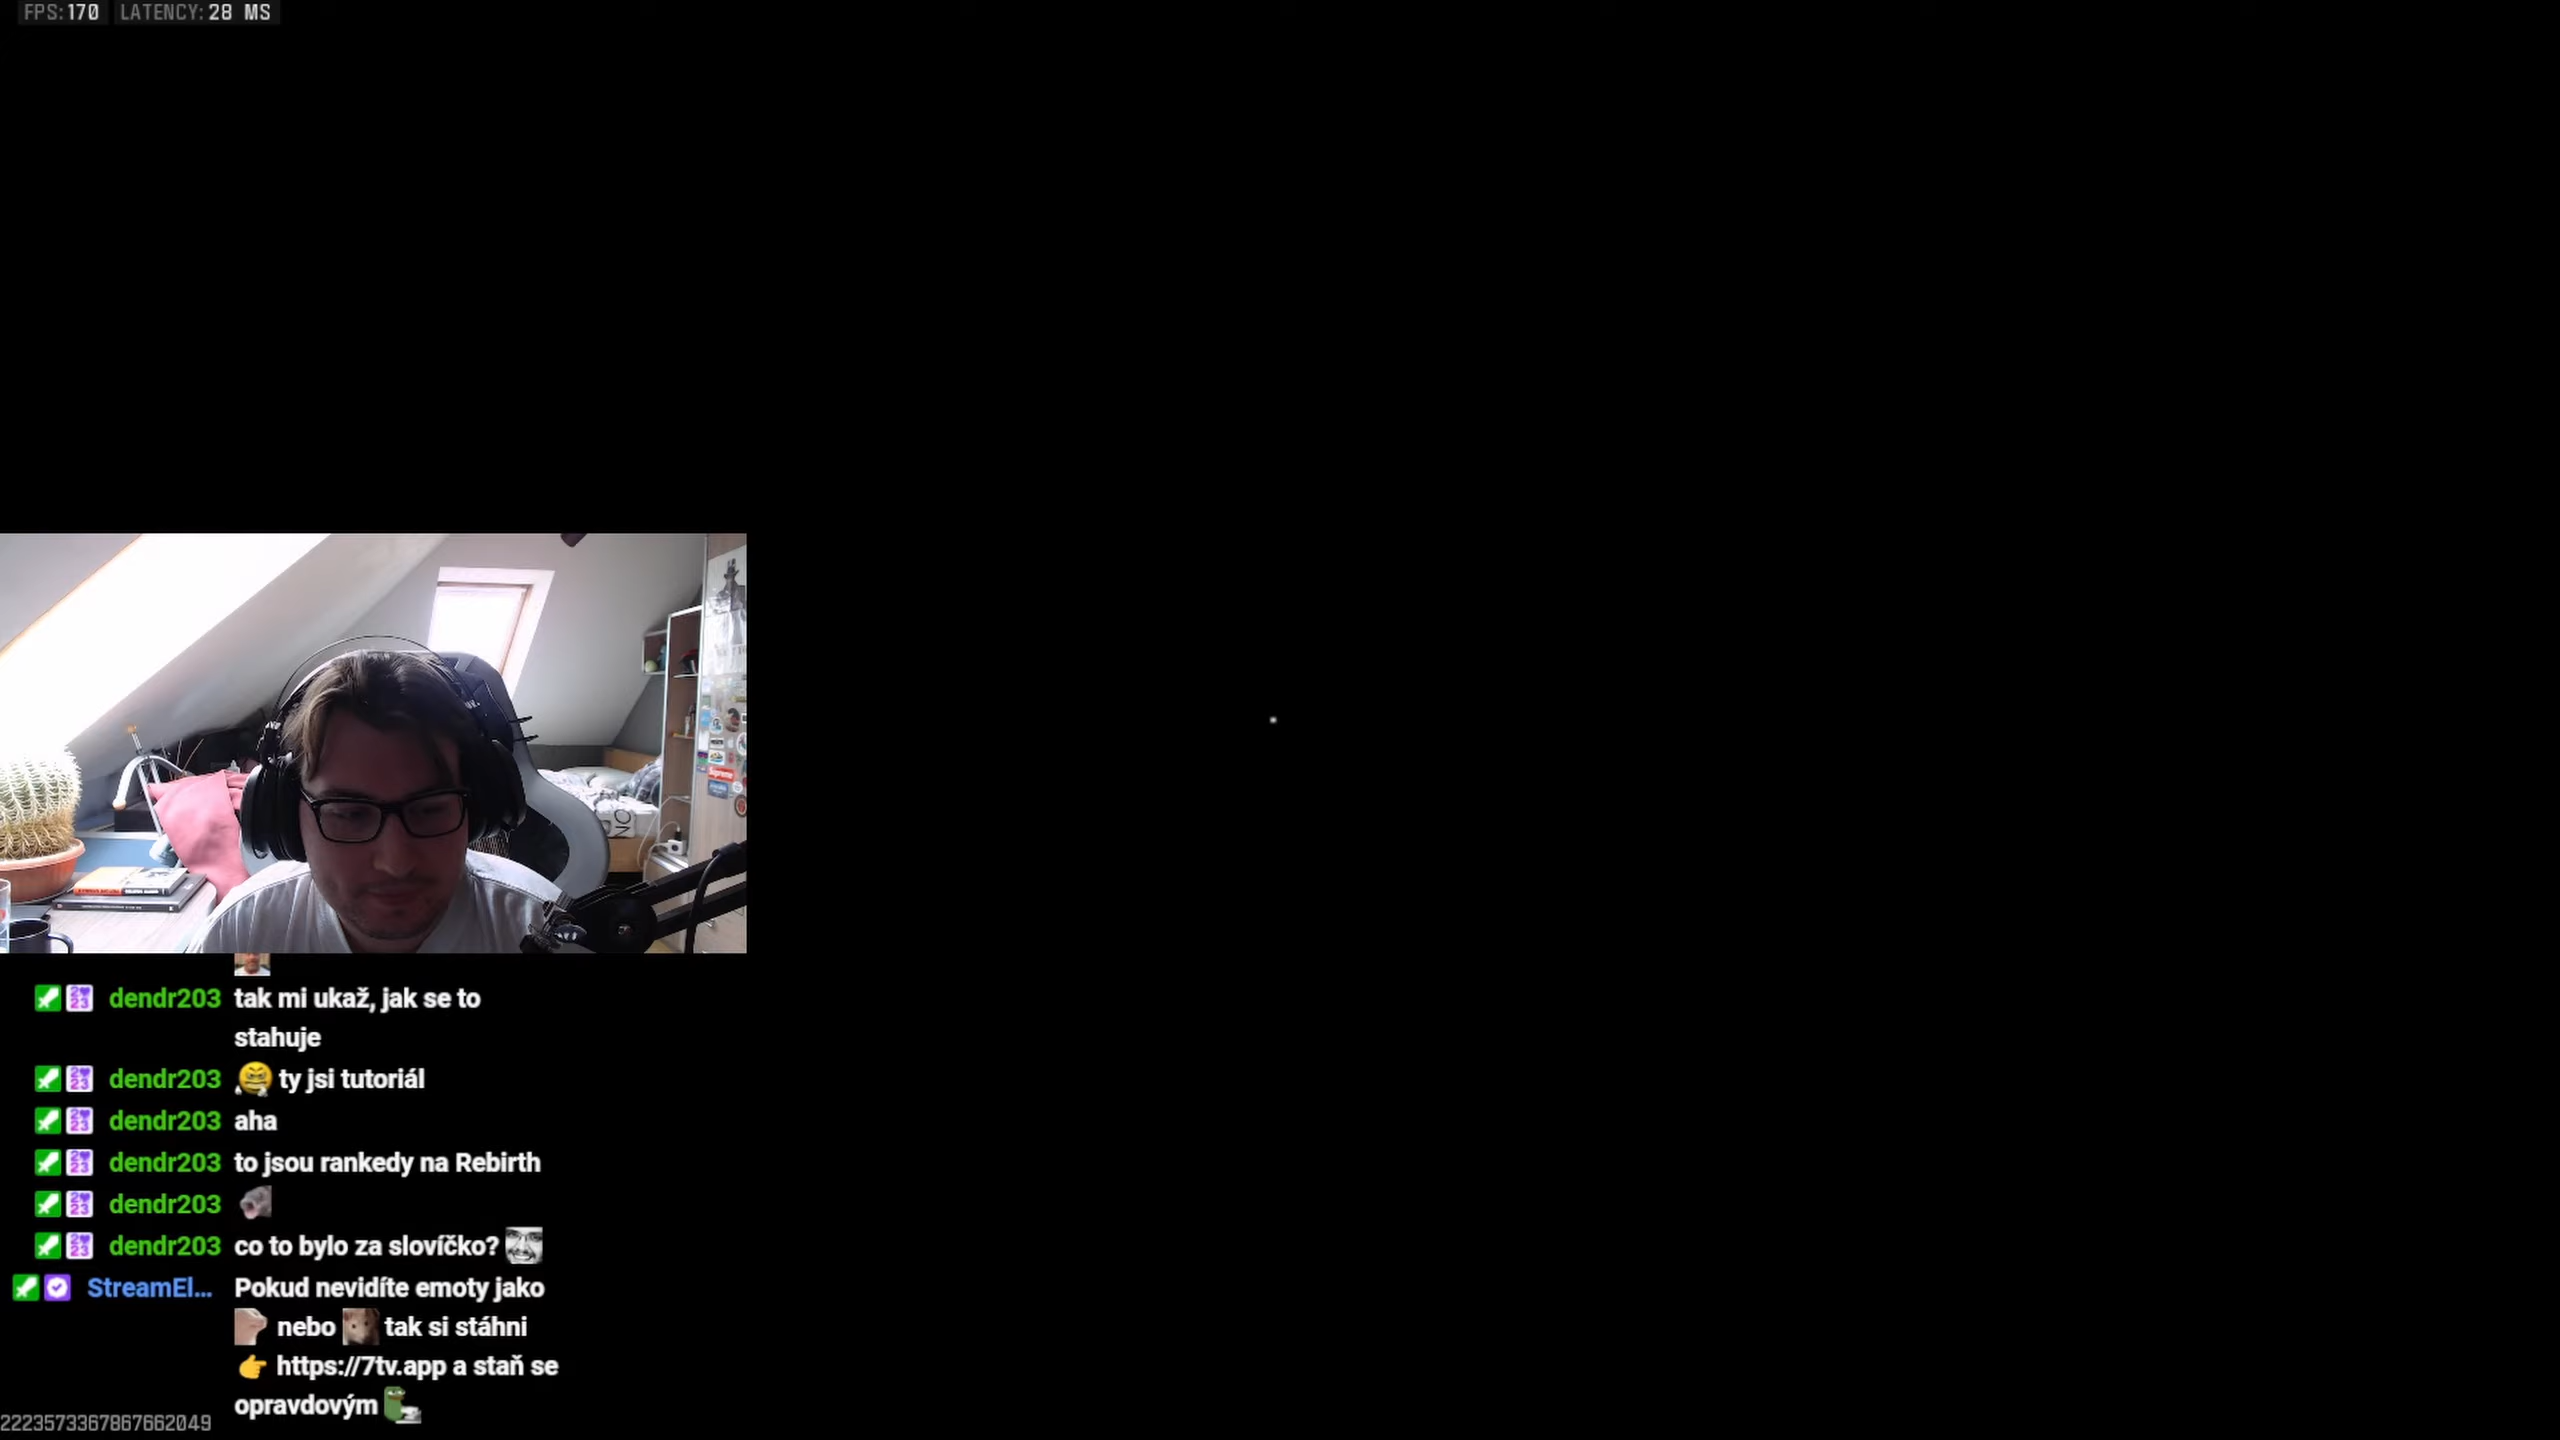 FPS:170 LATENCY:28 MS
NO
dendr203 tak mi ukaž, jak se to
stahuje
dendr203 ty jsi tutoriál
dendr203 aha
dendr203 to jsou rankedy na Rebirth
dendr203
dendr203 co to bylo za slovíčko?
StreamEl... Pokud nevidíte emoty jako
nebo tak si stáhni
👉 https://7tv.app a staň se
opravdovým
2223573367867662049